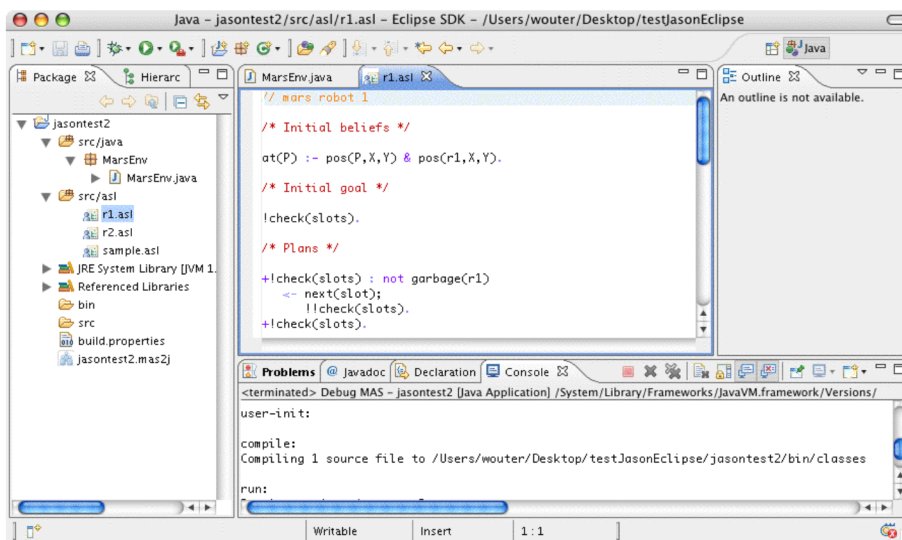 Java - jasontest2/src/asl/r1.asl - Eclipse SDK - /Users/wouter/Desktop/testJasonEclipse
Java
Package
Hierarc
jasontest2
src/java
MarsEnv
MarsEnv.java
src/asl
r1.asl
r2.asl
sample.asl
JRE System Library [JVM 1.
Referenced Libraries
bin
src
build.properties
jasontest2.mas2j
MarsEnv.java
r1.asl
// mars robot 1
/* Initial beliefs */
at(P) :- pos(P,X,Y) & pos(r1,X,Y).
/* Initial goal */
!check(slots).
/* Plans */
+!check(slots) : not garbage(r1)
<- next(slot);
!!check(slots).
+!check(slots).
Outline
An outline is not available.
Problems
@ Javadoc
Declaration
Console
<terminated> Debug MAS - jasontest2 [Java Application] /System/Library/Frameworks/JavaVM.framework/Versions/
user-init:
compile:
Compiling 1 source file to /Users/wouter/Desktop/testJasonEclipse/jasontest2/bin/classes
run:
Writable
Insert
1 : 1